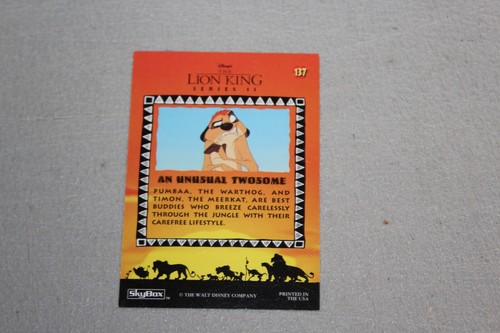 Disney's
137
THE
LION KING
SERIES II
AN UNUSUAL TWOSOME
PUMBAA, THE WARTHOG, AND
TIMON, THE MEERKAT, ARE BEST
BUDDIES WHO BREEZE CARELESSLY
THROUGH THE JUNGLE WITH THEIR
CAREFREE LIFESTYLE.
SkyBox™
© THE WALT DISNEY COMPANY
PRINTED IN
THE USA